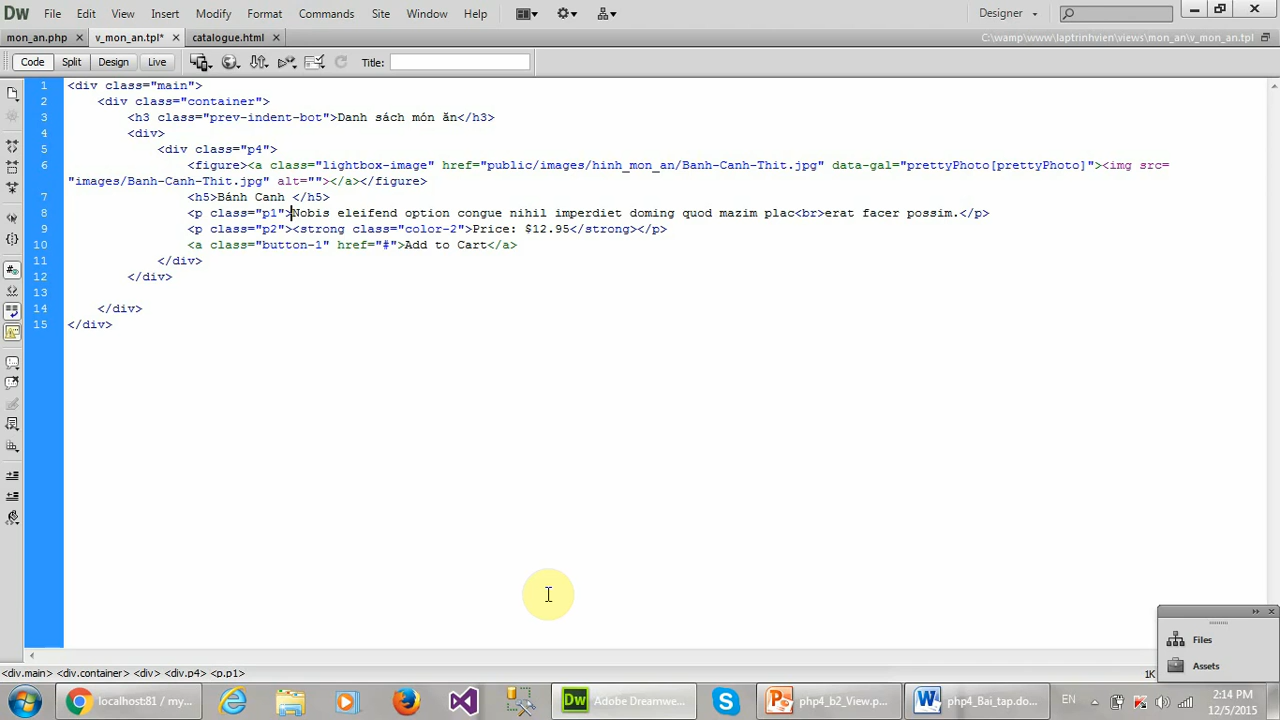 Dw File Edit View Insert Modify Format Commands Site Window Help Designer
mon_an.php v_mon_an.tpl* catalogue.html C:\wamp\www\laptrinhvien\views\mon_an\v_mon_an.tpl
Code Split Design Live Title:
1 <div class="main">
2 <div class="container">
3 <h3 class="prev-indent-bot">Danh sách món ăn</h3>
4 <div>
5 <div class="p4">
6 <figure><a class="lightbox-image" href="public/images/hinh_mon_an/Banh-Canh-Thit.jpg" data-gal="prettyPhoto[prettyPhoto]"><img src=
"images/Banh-Canh-Thit.jpg" alt=""></a></figure>
7 <h5>Bánh Canh </h5>
8 <p class="p1">Nobis eleifend option congue nihil imperdiet doming quod mazim plac<br>erat facer possim.</p>
9 <p class="p2"><strong class="color-2">Price: $12.95</strong></p>
10 <a class="button-1" href="#">Add to Cart</a>
11 </div>
12 </div>
13
14 </div>
15 </div>
Files
Assets
<div.main> <div.container> <div> <div.p4> <p.p1> 1K
localhost:81 / my... Dw Adobe Dreamwe... php4_b2_View.p... php4_Bai_tap.do... EN 2:14 PM
12/5/2015